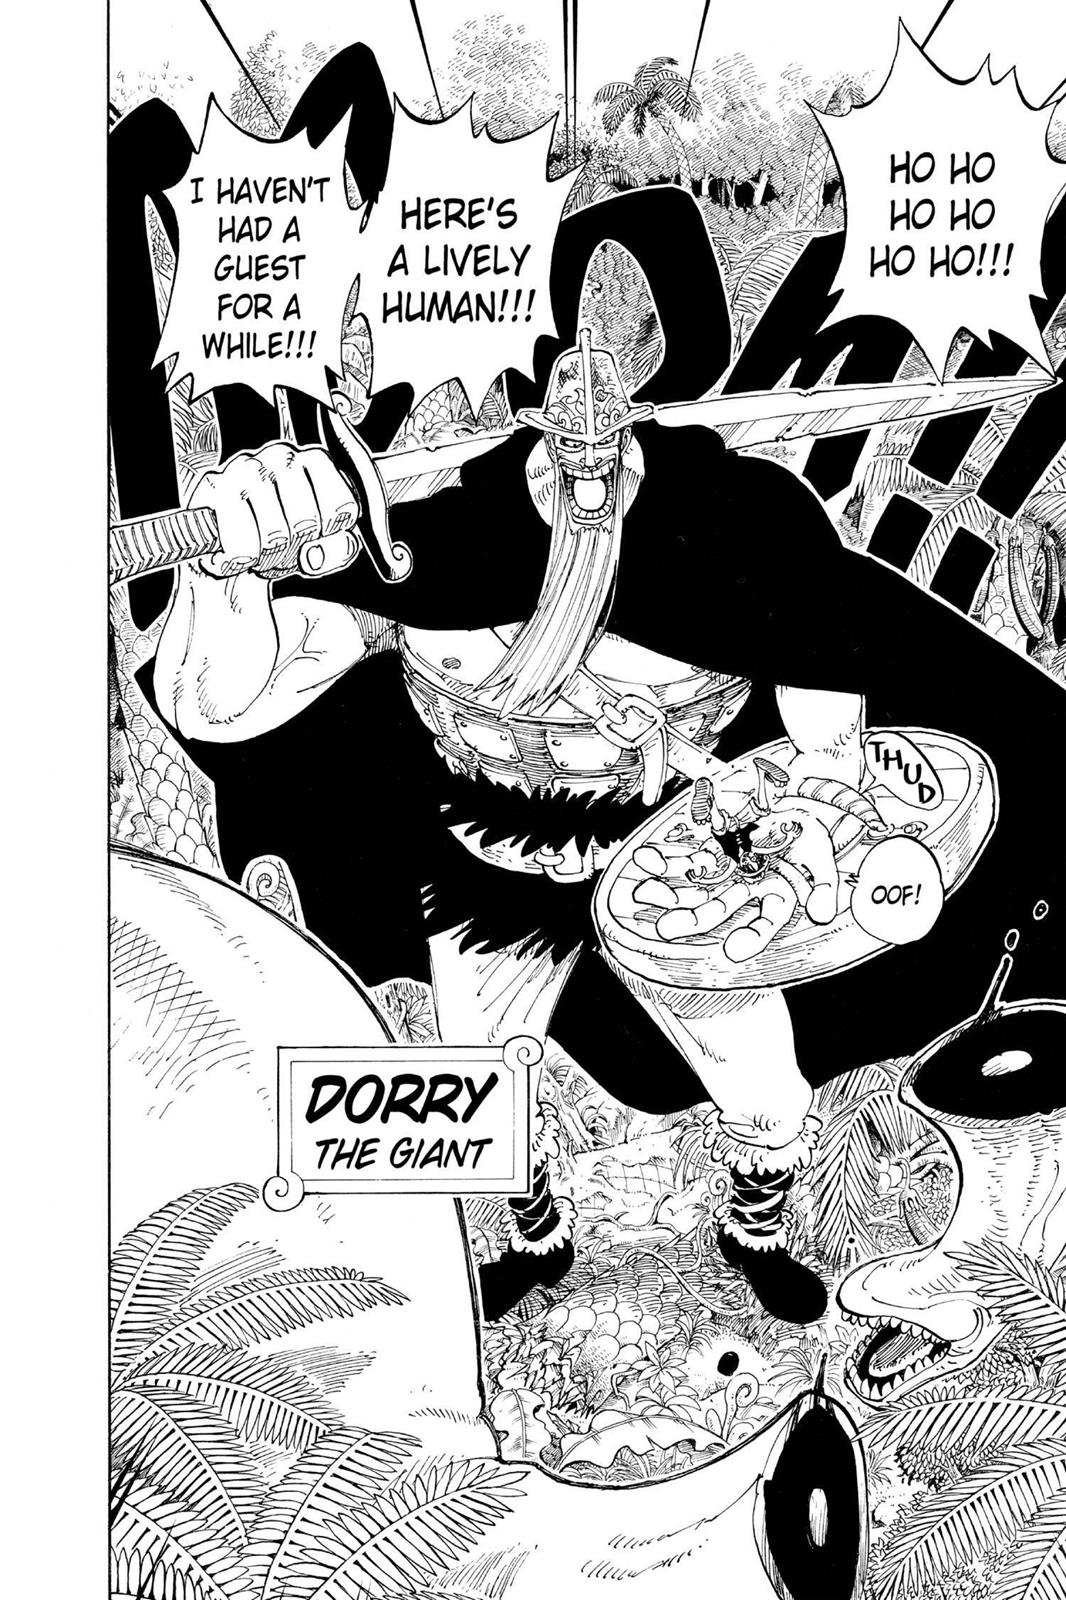 HO HO
HO HO
HO HO!!!
HERE'S
A LIVELY
HUMAN!!!
I HAVEN'T
HAD A
GUEST
FOR A
WHILE!!!
THUD
OOF!
DORRY
THE GIANT